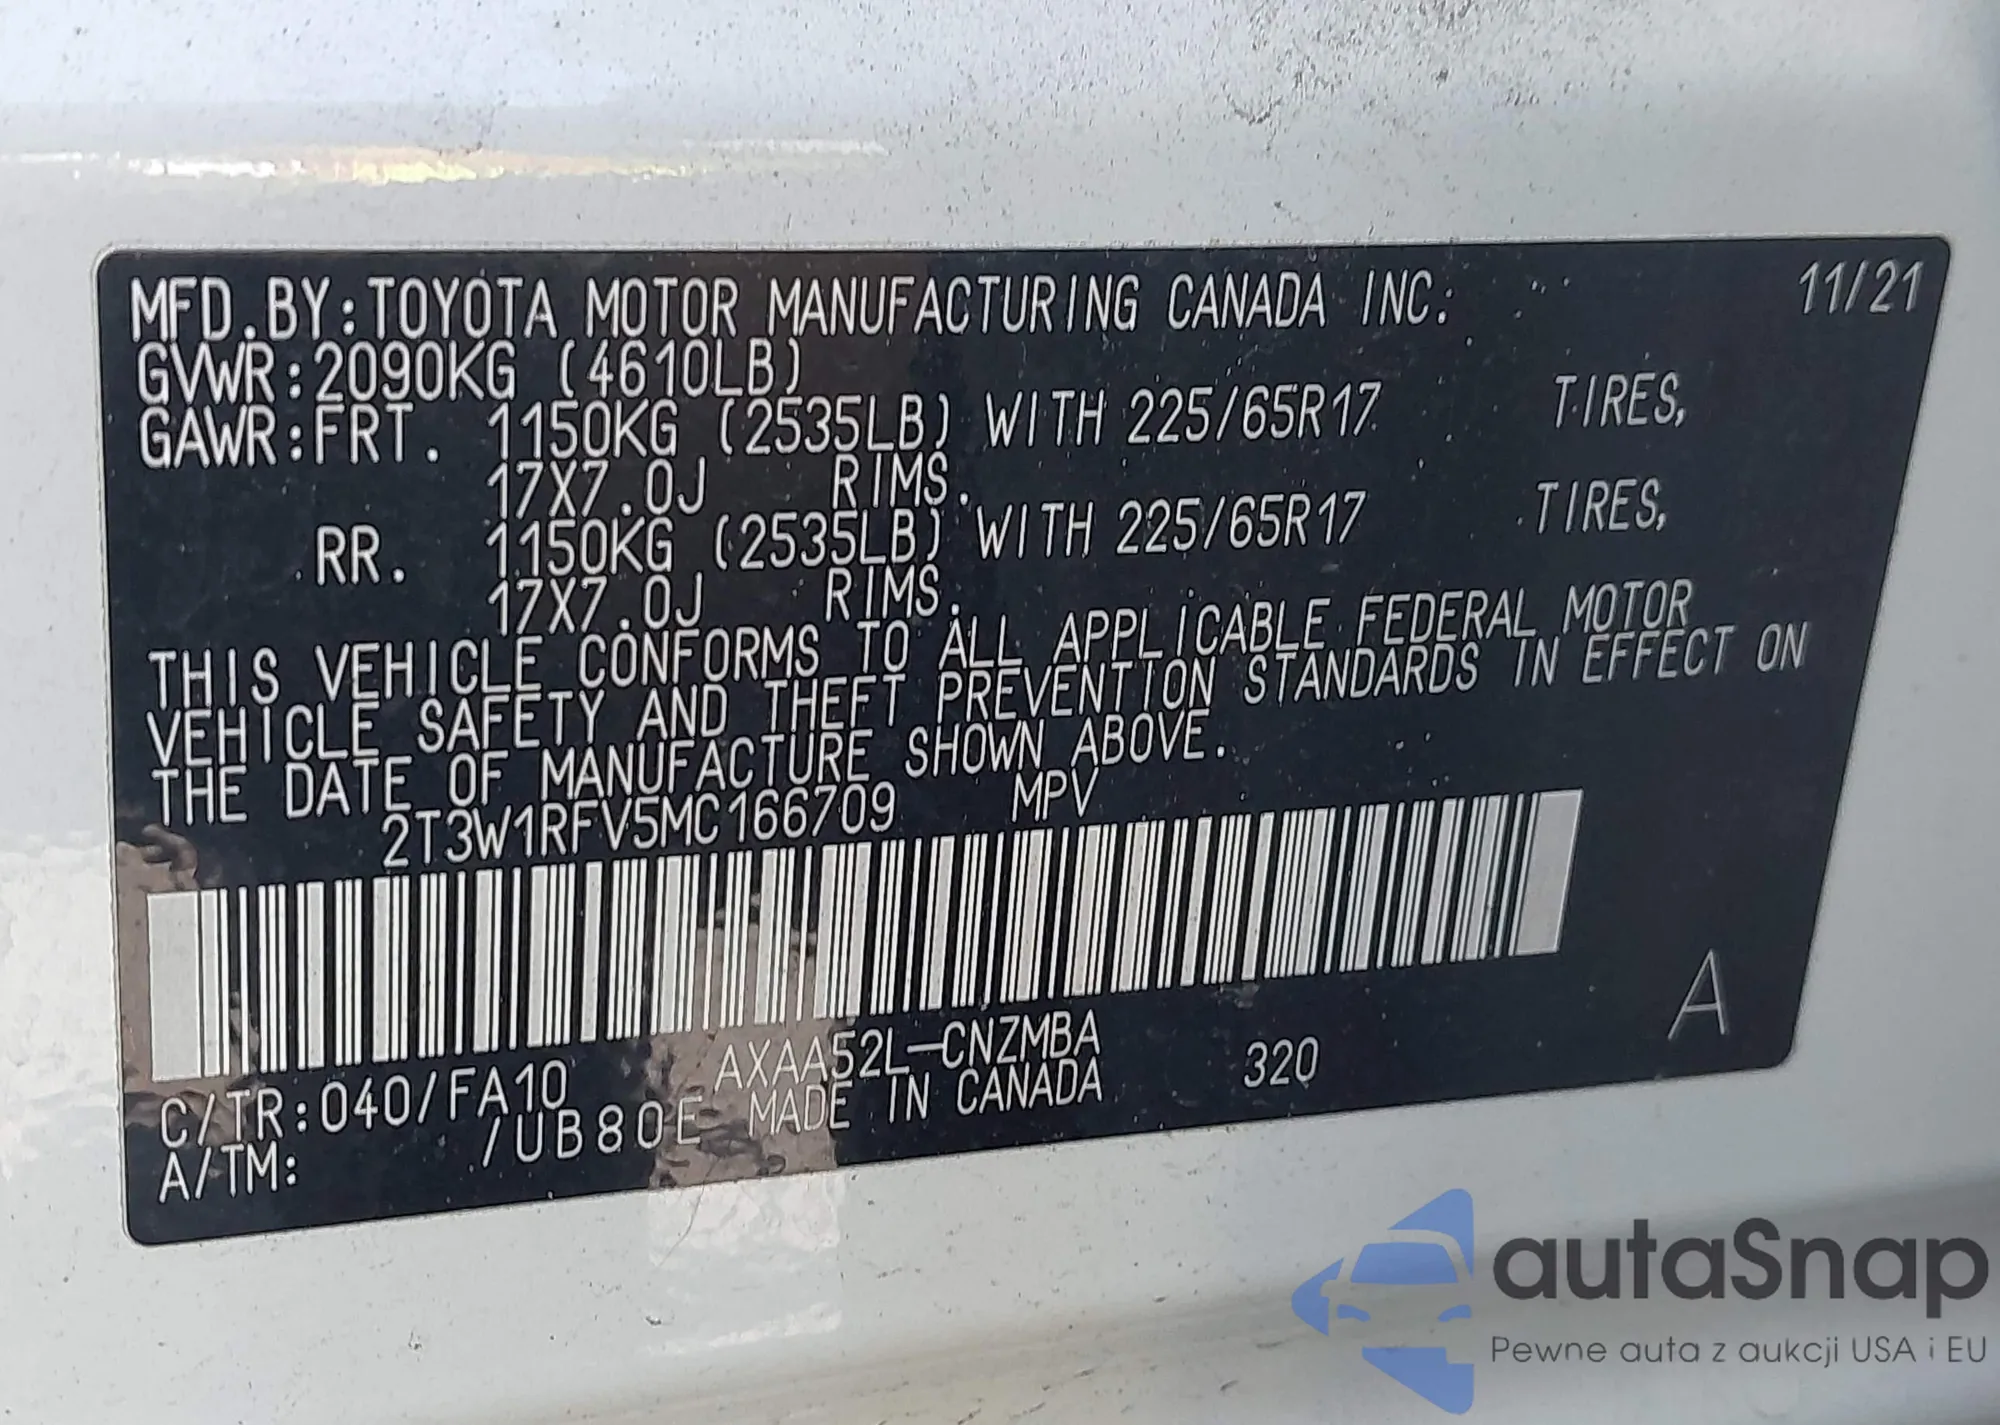 MFD.BY:TOYOTA MOTOR MANUFACTURING CANADA INC. 11/21
GVWR:2090KG (4610LB)
GAWR:FRT. 1150KG (2535LB) WITH 225/65R17 TIRES,
17X7.0J RIMS.
RR. 1150KG (2535LB) WITH 225/65R17 TIRES,
17X7.0J RIMS.
THIS VEHICLE CONFORMS TO ALL APPLICABLE FEDERAL MOTOR
VEHICLE SAFETY AND THEFT PREVENTION STANDARDS IN EFFECT ON
THE DATE OF MANUFACTURE SHOWN ABOVE.
2T3W1RFV5MC166709 MPV
C/TR:040/FA10 AXAA52L-CNZMBA 320 A
A/TM: /UB80E MADE IN CANADA
autaSnap
Pewne auta z aukcji USA i EU